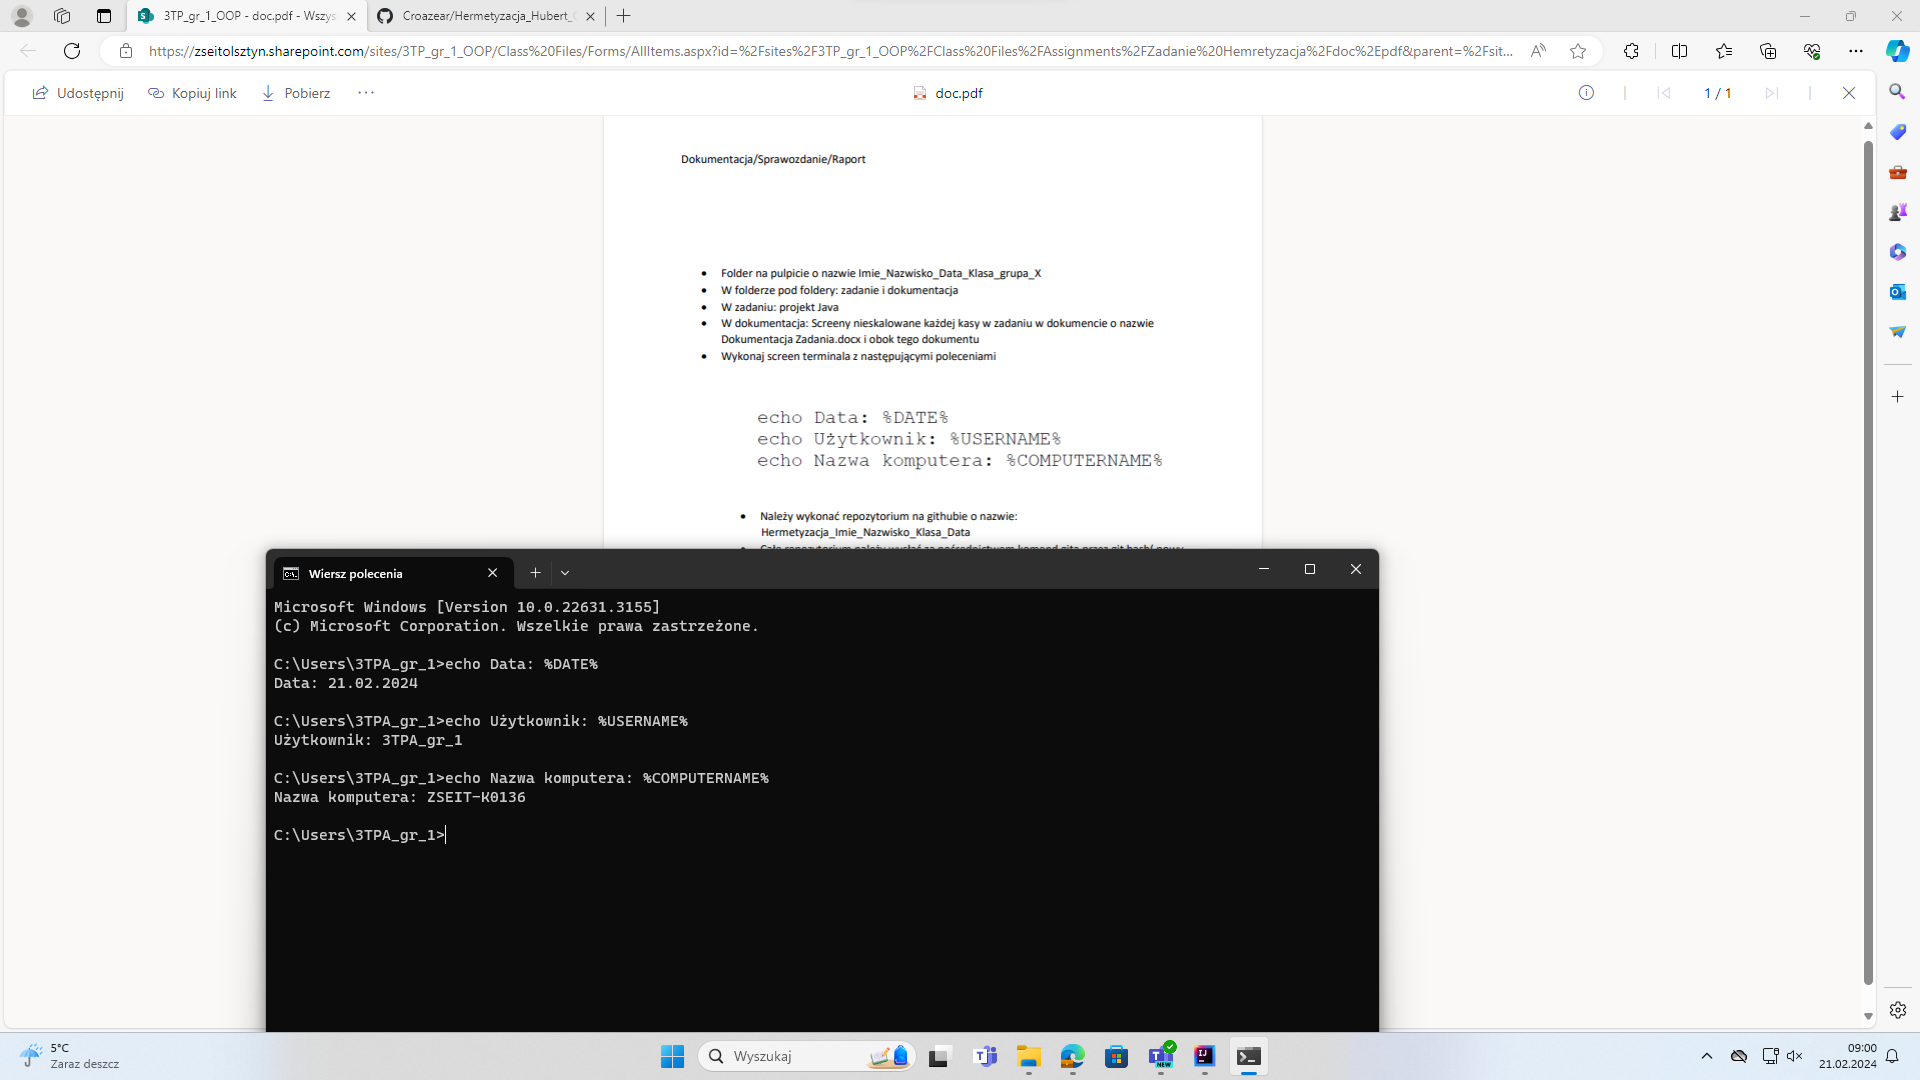 3TP_gr_1_OOP - doc.pdf - Wszys
Croazear/Hermetyzacja_Hubert_
https://zseitolsztyn.sharepoint.com/sites/3TP_gr_1_OOP/Class%20Files/Forms/AllItems.aspx?id=%2Fsites%2F3TP_gr_1_OOP%2FClass%20Files%2FAssignments%2FZadanie%20Hemretyzacja%2Fdoc%2Epdf&parent=%2Fsit...
Udostępnij
Kopiuj link
Pobierz
doc.pdf
1 / 1
Dokumentacja/Sprawozdanie/Raport
• Folder na pulpicie o nazwie Imie_Nazwisko_Data_Klasa_grupa_X
• W folderze pod foldery: zadanie i dokumentacja
• W zadaniu: projekt Java
• W dokumentacja: Screeny nieskalowane każdej kasy w zadaniu w dokumencie o nazwie
Dokumentacja Zadania.docx i obok tego dokumentu
• Wykonaj screen terminala z następującymi poleceniami
echo Data: %DATE%
echo Użytkownik: %USERNAME%
echo Nazwa komputera: %COMPUTERNAME%
• Należy wykonać repozytorium na githubie o nazwie:
Hermetyzacja_Imie_Nazwisko_Klasa_Data
Wiersz polecenia
Microsoft Windows [Version 10.0.22631.3155]
(c) Microsoft Corporation. Wszelkie prawa zastrzeżone.
C:\Users\3TPA_gr_1>echo Data: %DATE%
Data: 21.02.2024
C:\Users\3TPA_gr_1>echo Użytkownik: %USERNAME%
Użytkownik: 3TPA_gr_1
C:\Users\3TPA_gr_1>echo Nazwa komputera: %COMPUTERNAME%
Nazwa komputera: ZSEIT-K0136
C:\Users\3TPA_gr_1>
5°C
Zaraz deszcz
Wyszukaj
NEW
09:00
21.02.2024